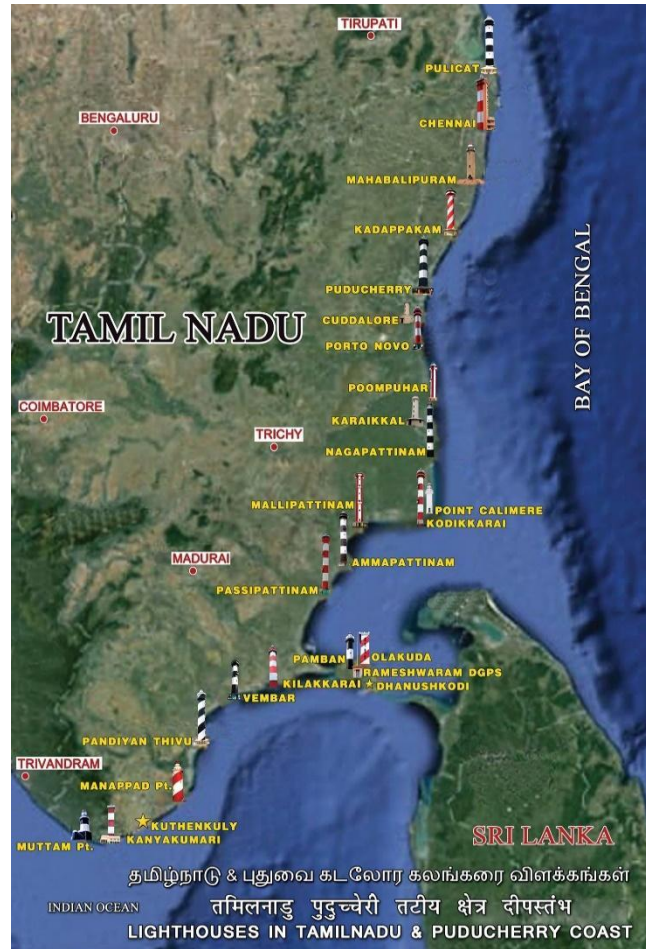 TIRUPATI
PULICAT
BENGALURU
CHENNAI
MAHABALIPURAM
KADAPPAKAM
PUDUCHERRY
CUDDALORE
TAMIL NADU
PORTO NOVO
BAY OF BENGAL
POOMPUHAR
COIMBATORE
KARAIKKAL
TRICHY
NAGAPATTINAM
MALLIPATTINAM
POINT CALIMERE
KODIKKARAI
AMMAPATTINAM
MADURAI
PASSIPATTINAM
PAMBAN
OLAKUDA
RAMESHWARAM DGPS
KILAKKARAI
DHANUSHKODI
VEMBAR
PANDIYAN THIVU
TRIVANDRAM
MANAPPAD Pt.
KUTHENKULY
KANYAKUMARI
MUTTAM Pt.
SRI LANKA
தமிழ்நாடு & புதுவை கடலோர கலங்கரை விளக்கங்கள்
INDIAN OCEAN
तमिलनाडु पुदुच्चेरी तटीय क्षेत्र दीपस्तंभ
LIGHTHOUSES IN TAMILNADU & PUDUCHERRY COAST